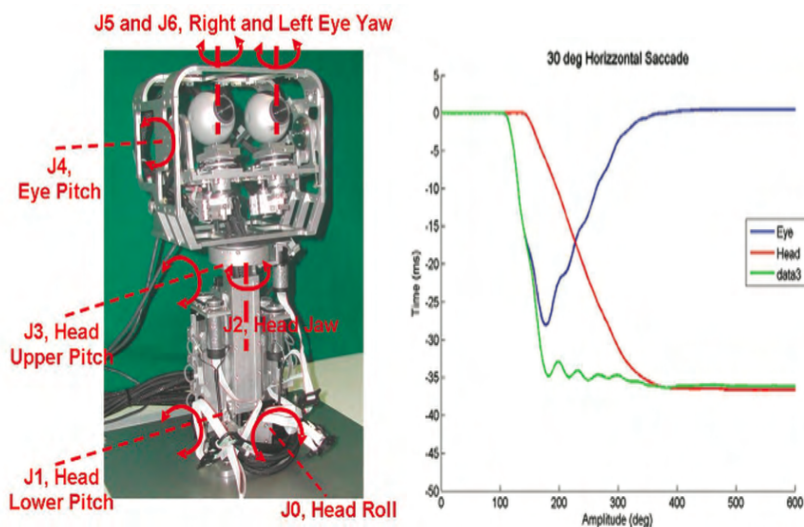 J5 and J6, Right and Left Eye Yaw
J4,
Eye Pitch
J3, Head
Upper Pitch
J2, Head Jaw
J1, Head
Lower Pitch
J0, Head Roll
30 deg Horizzontal Saccade
5
0
-5
-10
-15
-20
-25
-30
-35
-40
-45
-50
Time (ms)
Eye
Head
data3
0
100
200
300
400
500
600
Amplitude (deg)